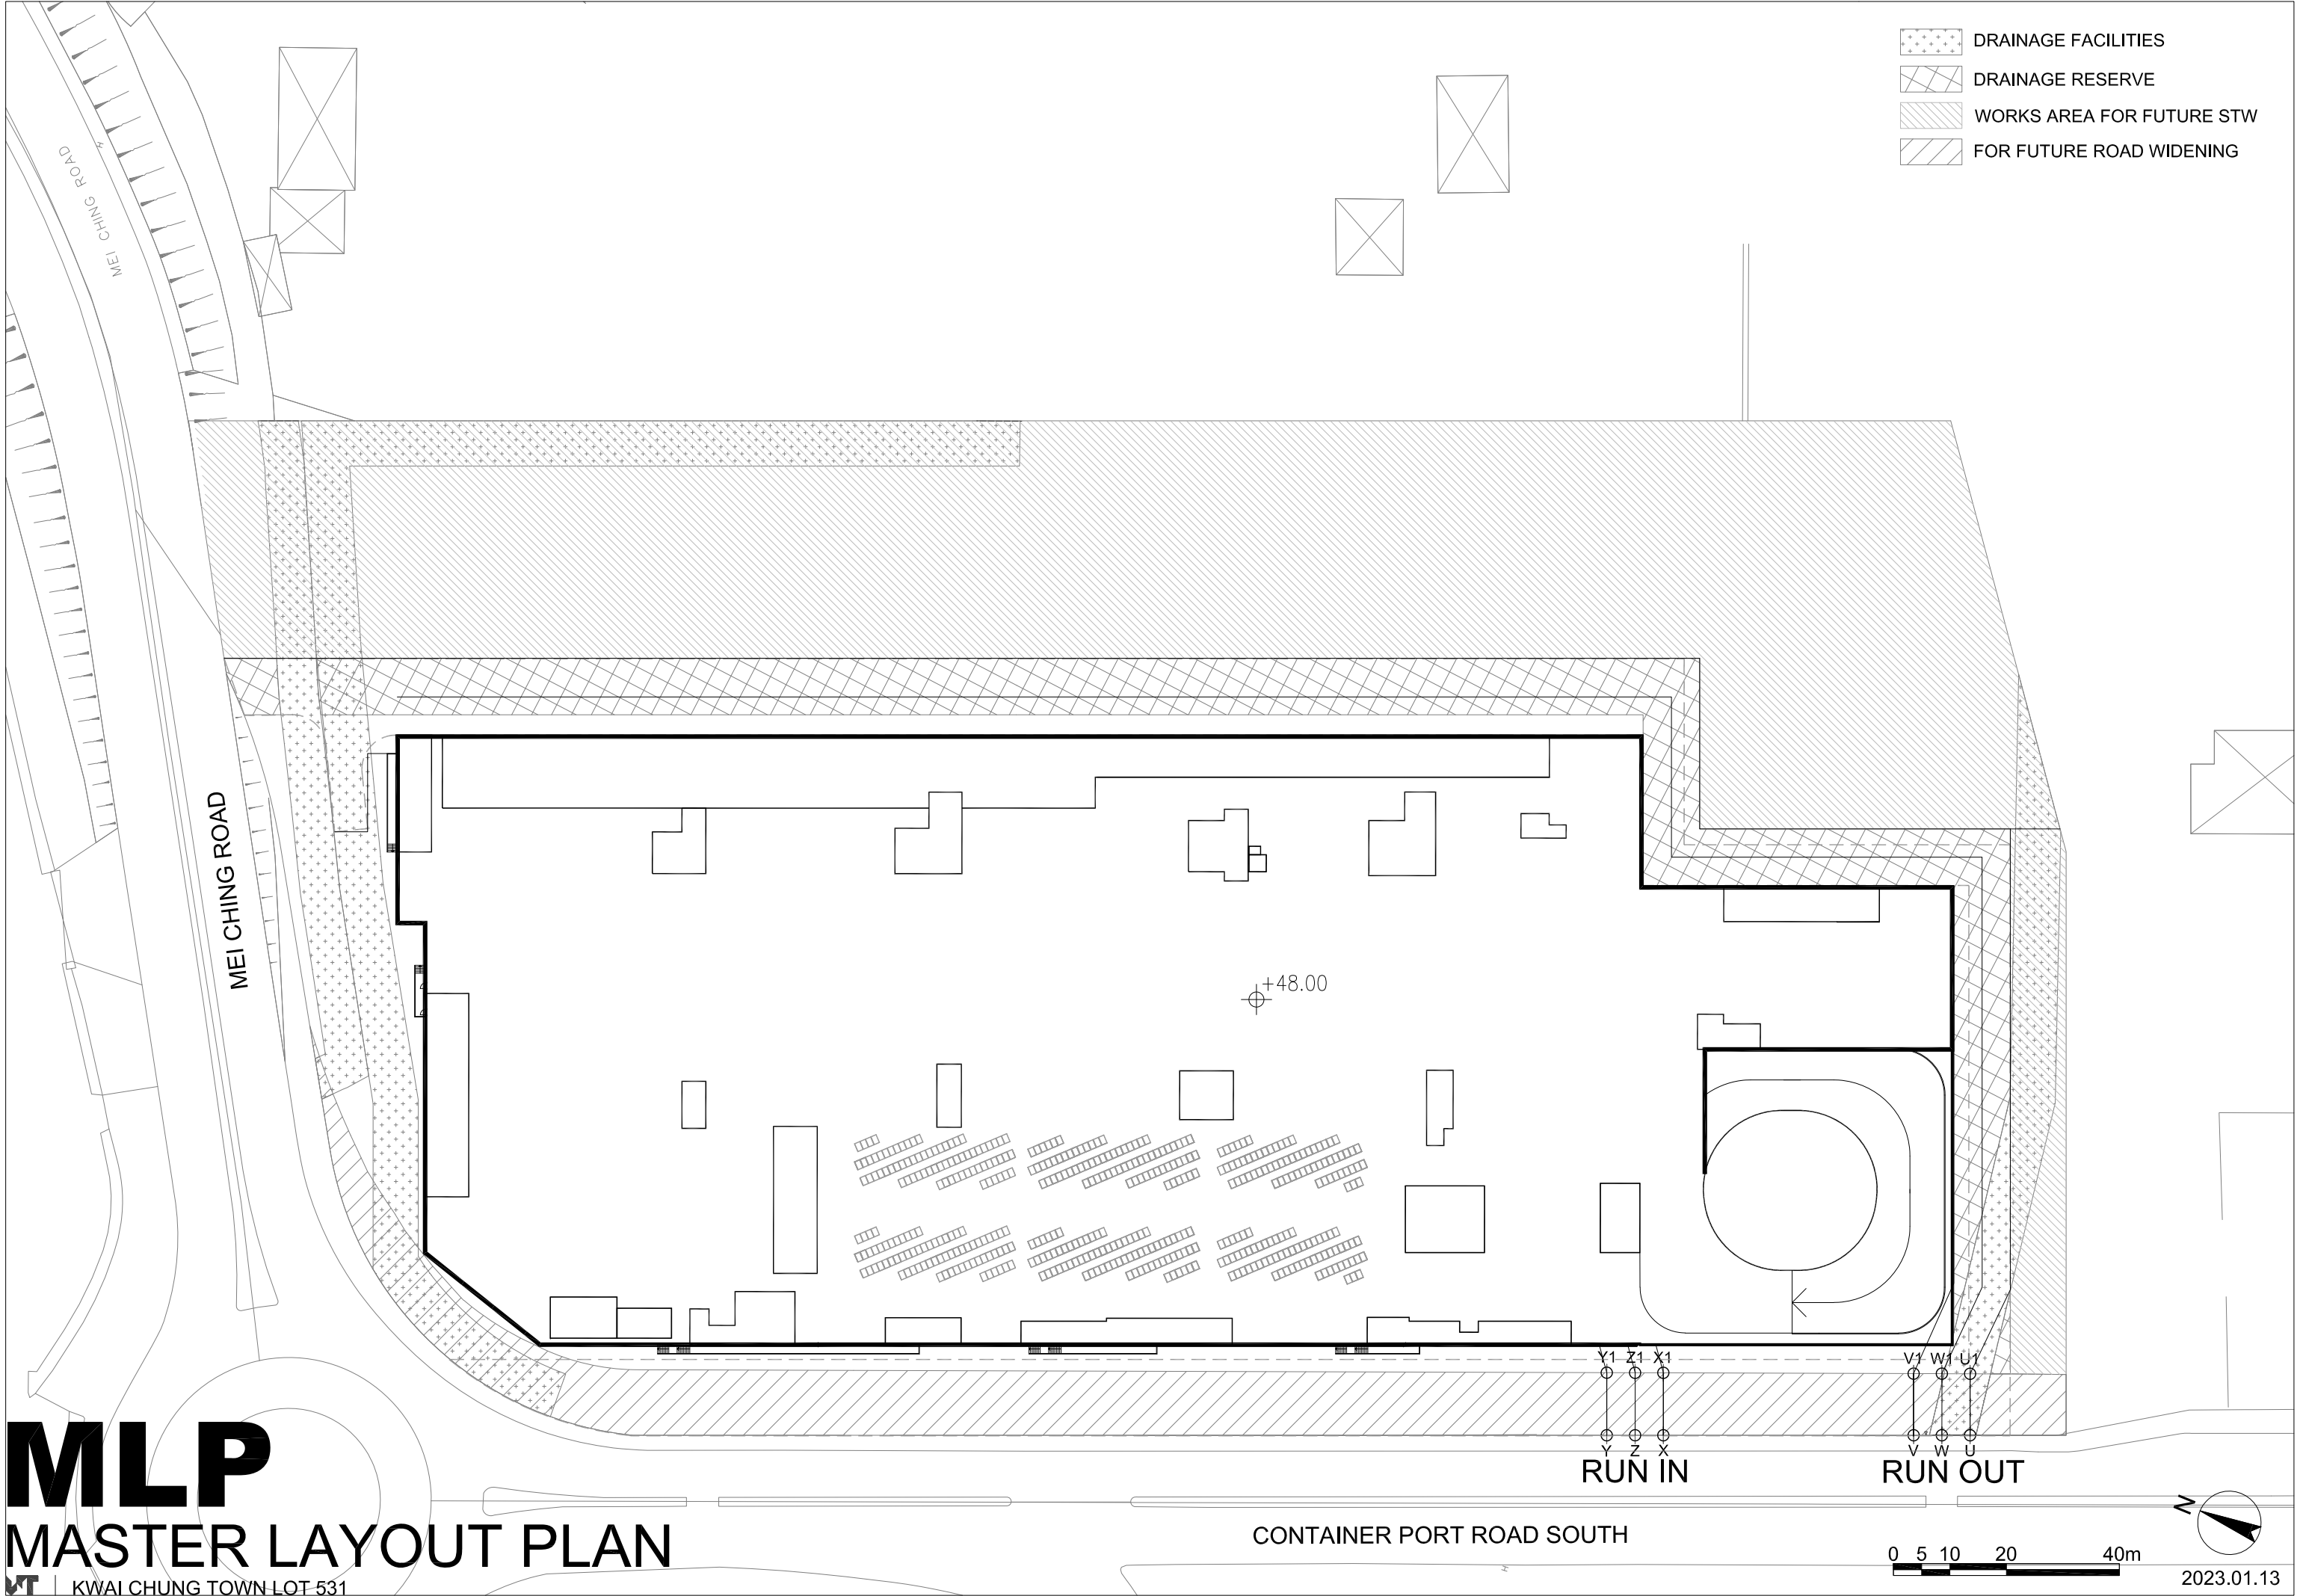 DRAINAGE FACILITIES
DRAINAGE RESERVE
WORKS AREA FOR FUTURE STW
FOR FUTURE ROAD WIDENING
MEI CHING ROAD
MEI CHING ROAD
+48.00
Y1 Z1 X1
V1 W1 U1
Y Z X
V W U
RUN IN
RUN OUT
MLP
MASTER LAYOUT PLAN
KWAI CHUNG TOWN LOT 531
CONTAINER PORT ROAD SOUTH
N
0 5 10 20 40m
2023.01.13